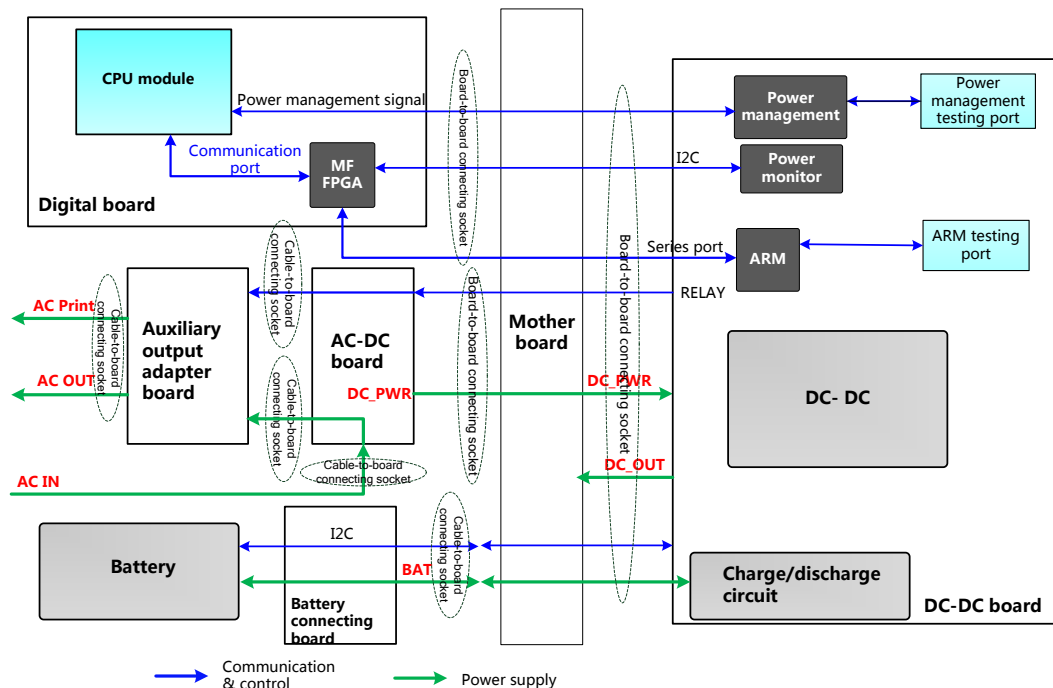 CPU module
Power management signal
Communication
port
MF
FPGA
Digital board
Board-to-board connecting socket
Mother
board
Board-to-board connecting socket
Power
management
Power
management
testing port
I2C
Power
monitor
Series port
ARM
ARM testing
port
RELAY
Cable-to-board
connecting socket
AC Print
AC OUT
Cable-to-board
connecting socket
Auxiliary
output
adapter
board
AC-DC
board
DC_PWR
Board-to-board connecting socket
DC_PWR
DC- DC
Cable-to-board
connecting socket
Cable-to-board
connecting socket
AC IN
DC_OUT
Battery
I2C
BAT
Cable-to-board
connecting socket
Battery
connecting
board
Charge/discharge
circuit
DC-DC board
Communication
& control
Power supply